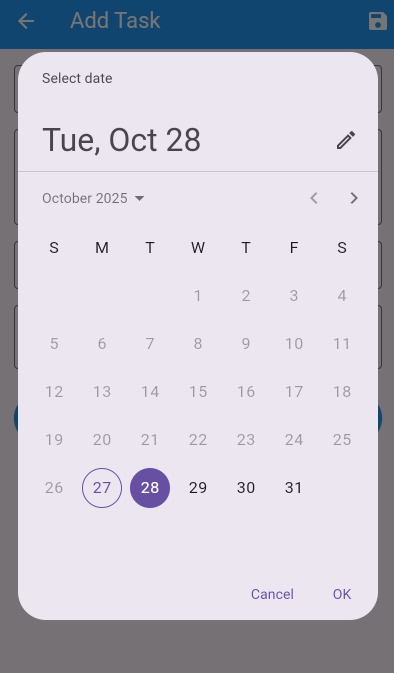 Add Task
Select date
Tue, Oct 28
October 2025
S M T W T F S
1 2 3 4
5 6 7 8 9 10 11
12 13 14 15 16 17 18
19 20 21 22 23 24 25
26 27 28 29 30 31
Cancel OK